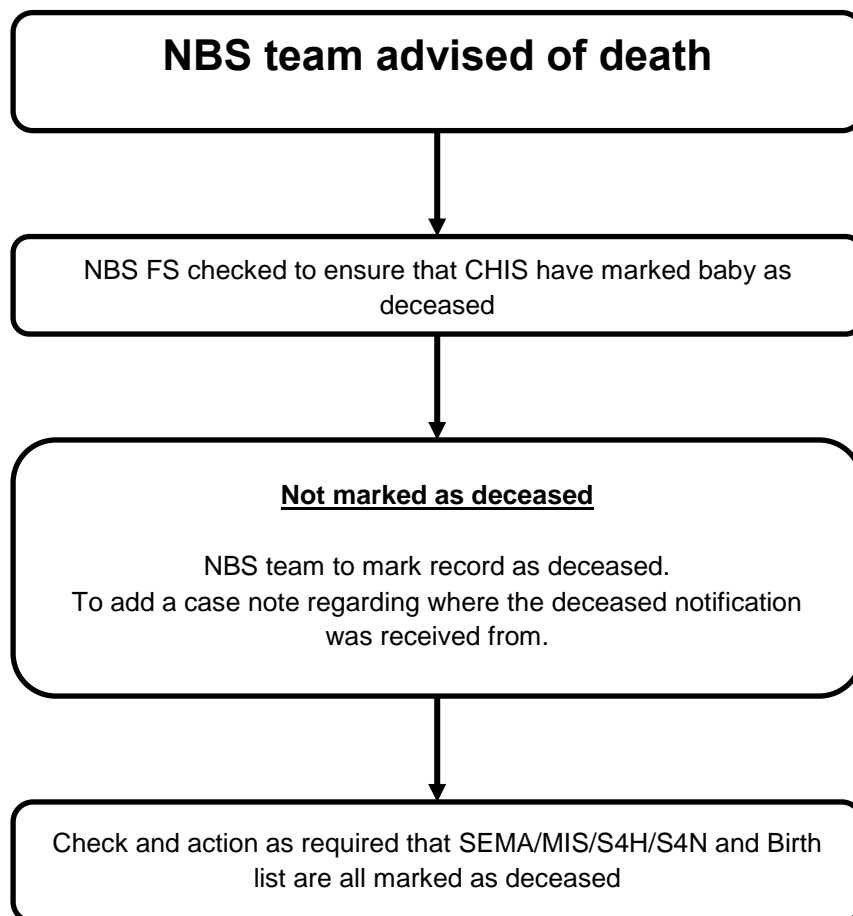 NBS team advised of death
NBS FS checked to ensure that CHIS have marked baby as
deceased
Not marked as deceased
NBS team to mark record as deceased.
To add a case note regarding where the deceased notification
was received from.
Check and action as required that SEMA/MIS/S4H/S4N and Birth
list are all marked as deceased